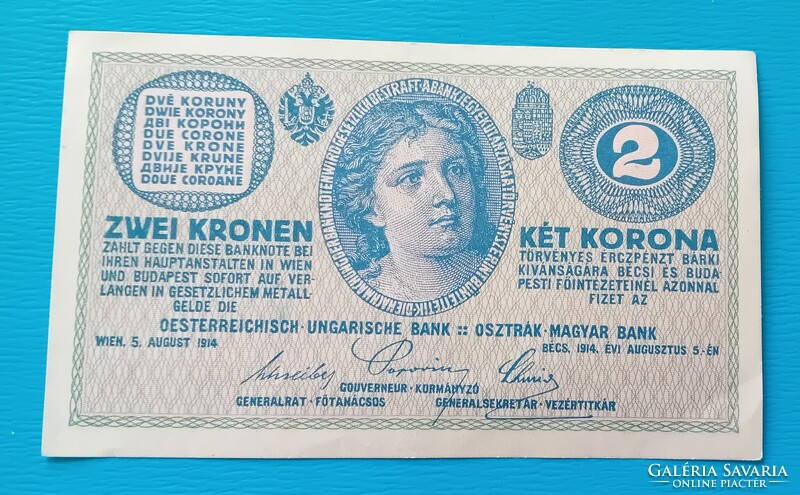 DVĚ KORUNY
DWIE KORONY
ДВІ КОРОНИ
DUE CORONE
DVE KRONE
DVIJE KRUNE
ДВИЈЕ КРУНЕ
DOUE COROANE
2
ZWEI KRONEN
ZAHLT GEGEN DIESE BANKNOTE BEI
IHREN HAUPTANSTALTEN IN WIEN
UND BUDAPEST SOFORT AUF VER-
LANGEN IN GESETZLICHEM METALL-
GELDE DIE
KÉT KORONA
TÖRVÉNYES ÉRCZPÉNZT BÁRKI
KIVÁNSÁGÁRA BÉCSI ÉS BUDA-
PESTI FŐINTÉZETEINÉL AZONNAL
FIZET AZ
OESTERREICHISCH-UNGARISCHE BANK :: OSZTRÁK-MAGYAR BANK
WIEN, 5. AUGUST 1914
BÉCS, 1914. ÉVI AUGUSZTUS 5.-ÉN
Popovics
GOUVERNEUR · KORMÁNYZÓ
GENERALRAT · FŐTANÁCSOS
GENERALSEKRETÄR · VEZÉRTITKÁR
GALÉRIA SAVARIA
ONLINE PIACTÉR